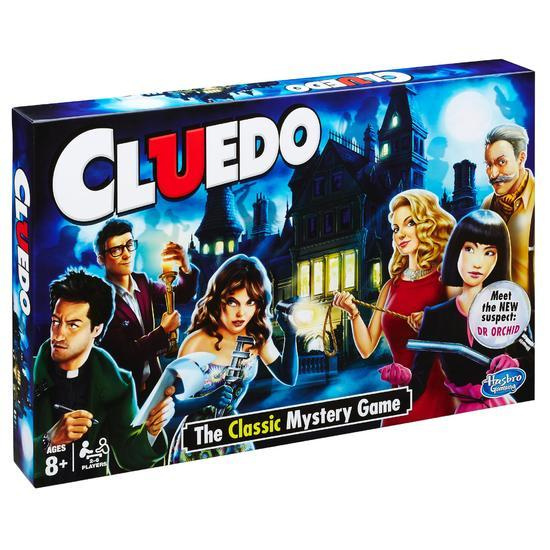 CLUEDO
CLUEDO
CLUEDO
Meet
the NEW
suspect:
DR ORCHID
Hasbro
Gaming
The Classic Mystery Game
AGES
8+
2-6
PLAYERS